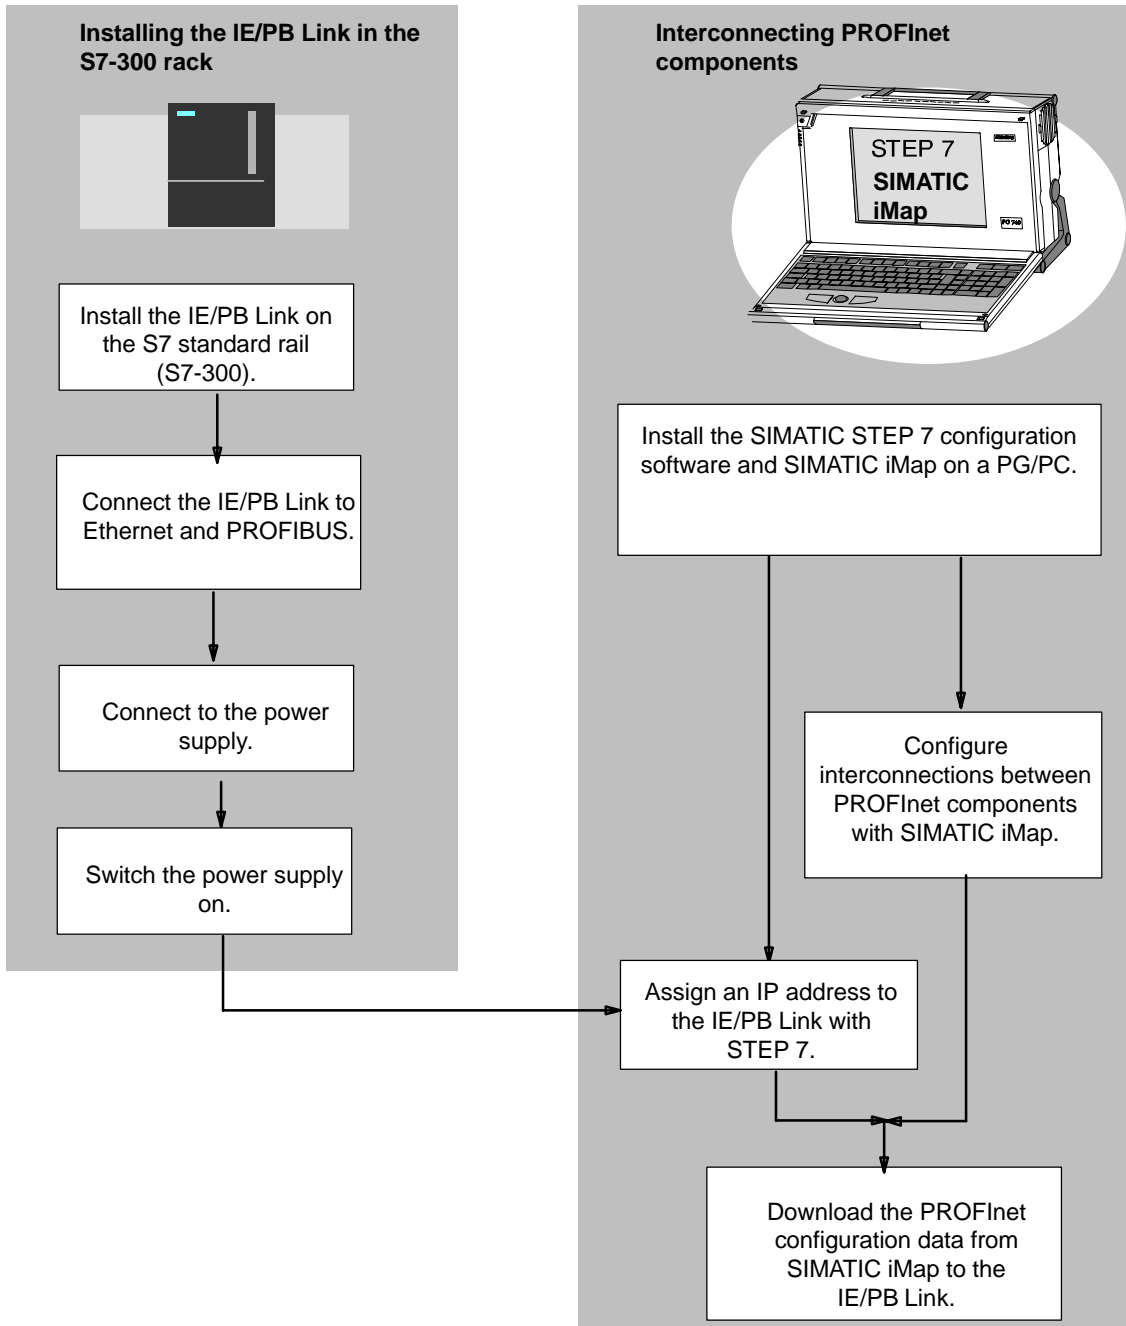 Installing the IE/PB Link in the
S7-300 rack
Install the IE/PB Link on
the S7 standard rail
(S7-300).
Connect the IE/PB Link to
Ethernet and PROFIBUS.
Connect to the power
supply.
Switch the power supply
on.
Interconnecting PROFInet
components
STEP 7
SIMATIC
iMap
PG 740
Install the SIMATIC STEP 7 configuration
software and SIMATIC iMap on a PG/PC.
Configure
interconnections between
PROFInet components
with SIMATIC iMap.
Assign an IP address to
the IE/PB Link with
STEP 7.
Download the PROFInet
configuration data from
SIMATIC iMap to the
IE/PB Link.